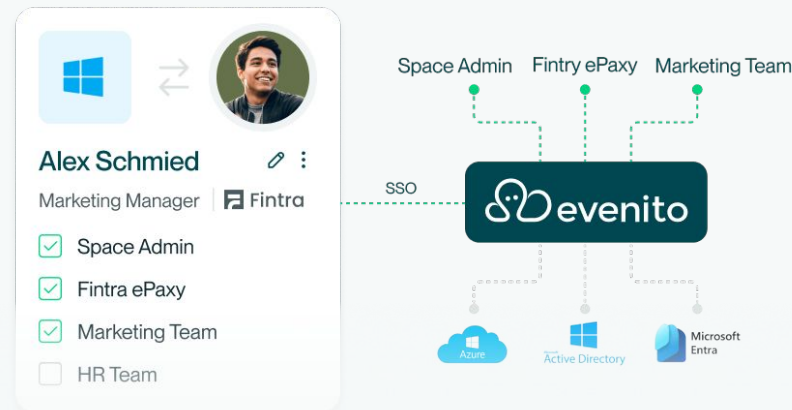 Alex Schmied
Marketing Manager
Fintra
Space Admin
Fintra ePaxy
Marketing Team
HR Team
SSO
Space Admin
Fintry ePaxy
Marketing Team
evenito
Azure
Active Directory
Microsoft
Entra